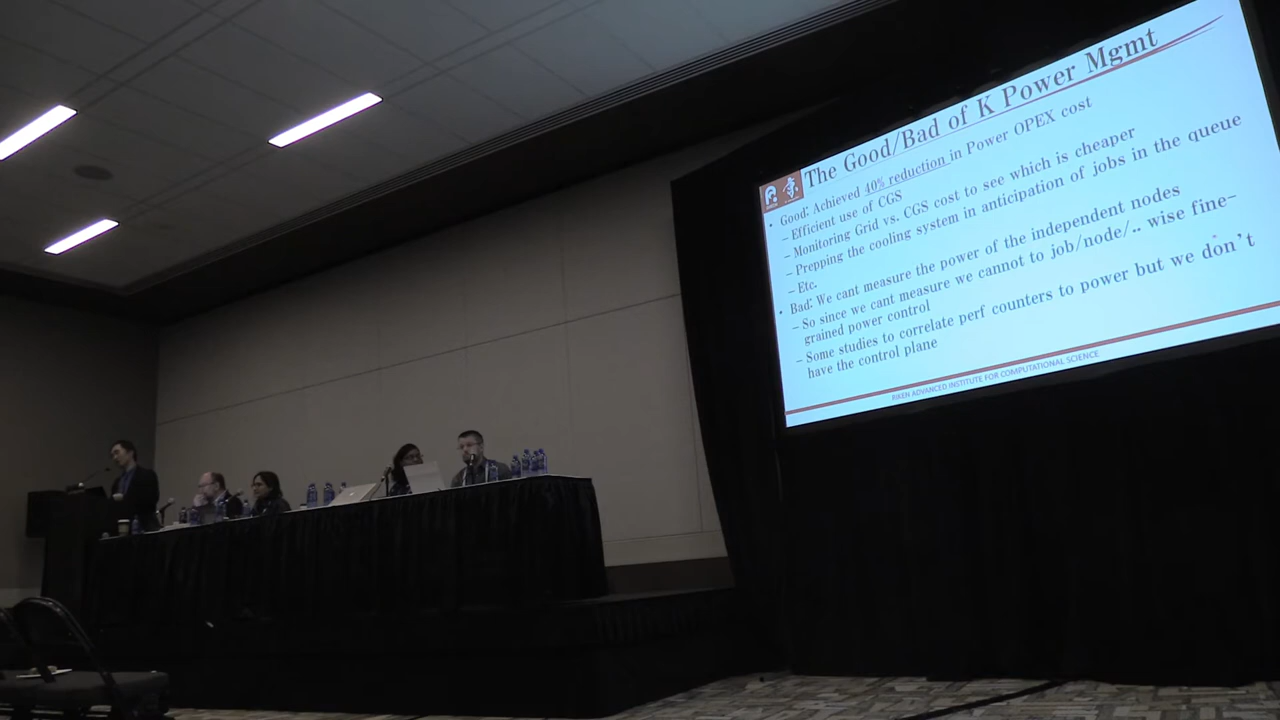 The Good/Bad of K Power Mgmt
• Good: Achieved 40% reduction in Power OPEX cost
– Efficient use of CGS
– Monitoring Grid vs. CGS cost to see which is cheaper
– Prepping the cooling system in anticipation of jobs in the queue
– Etc.
• Bad: We cant measure the power of the independent nodes
– So since we cant measure we cannot to job/node/.. wise fine-
grained power control
– Some studies to correlate perf counters to power but we don't
have the control plane
RIKEN ADVANCED INSTITUTE FOR COMPUTATIONAL SCIENCE